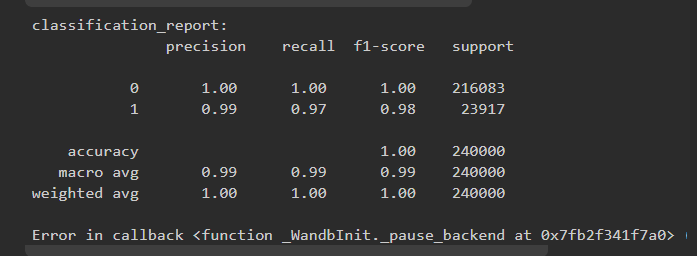 classification_report:
precision recall f1-score support
0 1.00 1.00 1.00 216083
1 0.99 0.97 0.98 23917
accuracy 1.00 240000
macro avg 0.99 0.99 0.99 240000
weighted avg 1.00 1.00 1.00 240000
Error in callback <function _WandbInit._pause_backend at 0x7fb2f341f7a0> (